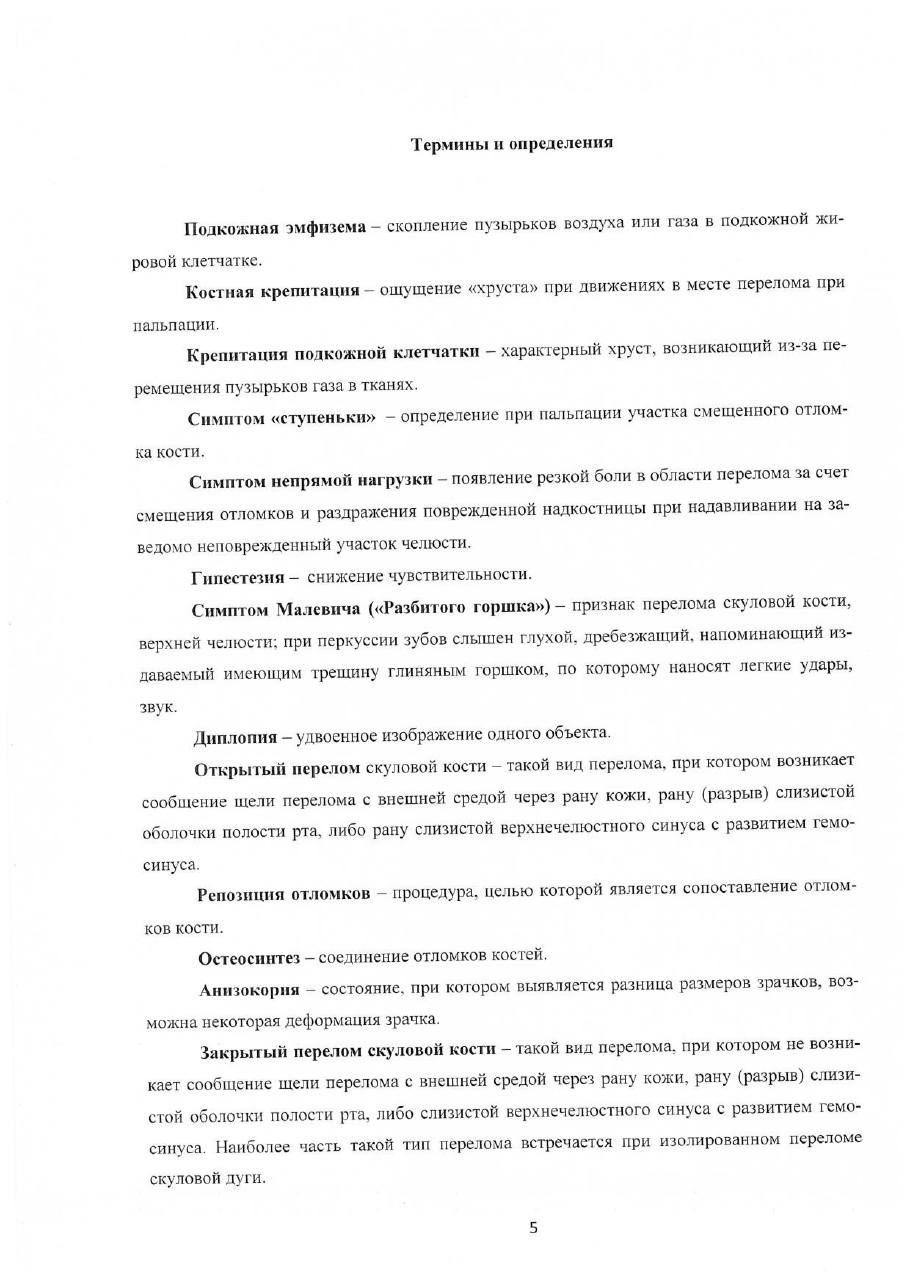 Термины и определения
Подкожная эмфизема – скопление пузырьков воздуха или газа в подкожной жи-
ровой клетчатке.
Костная крепитация – ощущение «хруста» при движениях в месте перелома при
пальпации.
Крепитация подкожной клетчатки – характерный хруст, возникающий из-за пе-
ремещения пузырьков газа в тканях.
Симптом «ступеньки» – определение при пальпации участка смещенного отлом-
ка кости.
Симптом непрямой нагрузки – появление резкой боли в области перелома за счет
смещения отломков и раздражения поврежденной надкостницы при надавливании на за-
ведомо неповрежденный участок челюсти.
Гипестезия – снижение чувствительности.
Симптом Малевича («Разбитого горшка») – признак перелома скуловой кости,
верхней челюсти; при перкуссии зубов слышен глухой, дребезжащий, напоминающий из-
даваемый имеющим трещину глиняным горшком, по которому наносят легкие удары,
звук.
Диплопия – удвоенное изображение одного объекта.
Открытый перелом скуловой кости – такой вид перелома, при котором возникает
сообщение щели перелома с внешней средой через рану кожи, рану (разрыв) слизистой
оболочки полости рта, либо рану слизистой верхнечелюстного синуса с развитием гемо-
синуса.
Репозиция отломков – процедура, целью которой является сопоставление отлом-
ков кости.
Остеосинтез – соединение отломков костей.
Анизокория – состояние, при котором выявляется разница размеров зрачков, воз-
можна некоторая деформация зрачка.
Закрытый перелом скуловой кости – такой вид перелома, при котором не возни-
кает сообщение щели перелома с внешней средой через рану кожи, рану (разрыв) слизи-
стой оболочки полости рта, либо слизистой верхнечелюстного синуса с развитием гемо-
синуса. Наиболее часть такой тип перелома встречается при изолированном переломе
скуловой дуги.
5